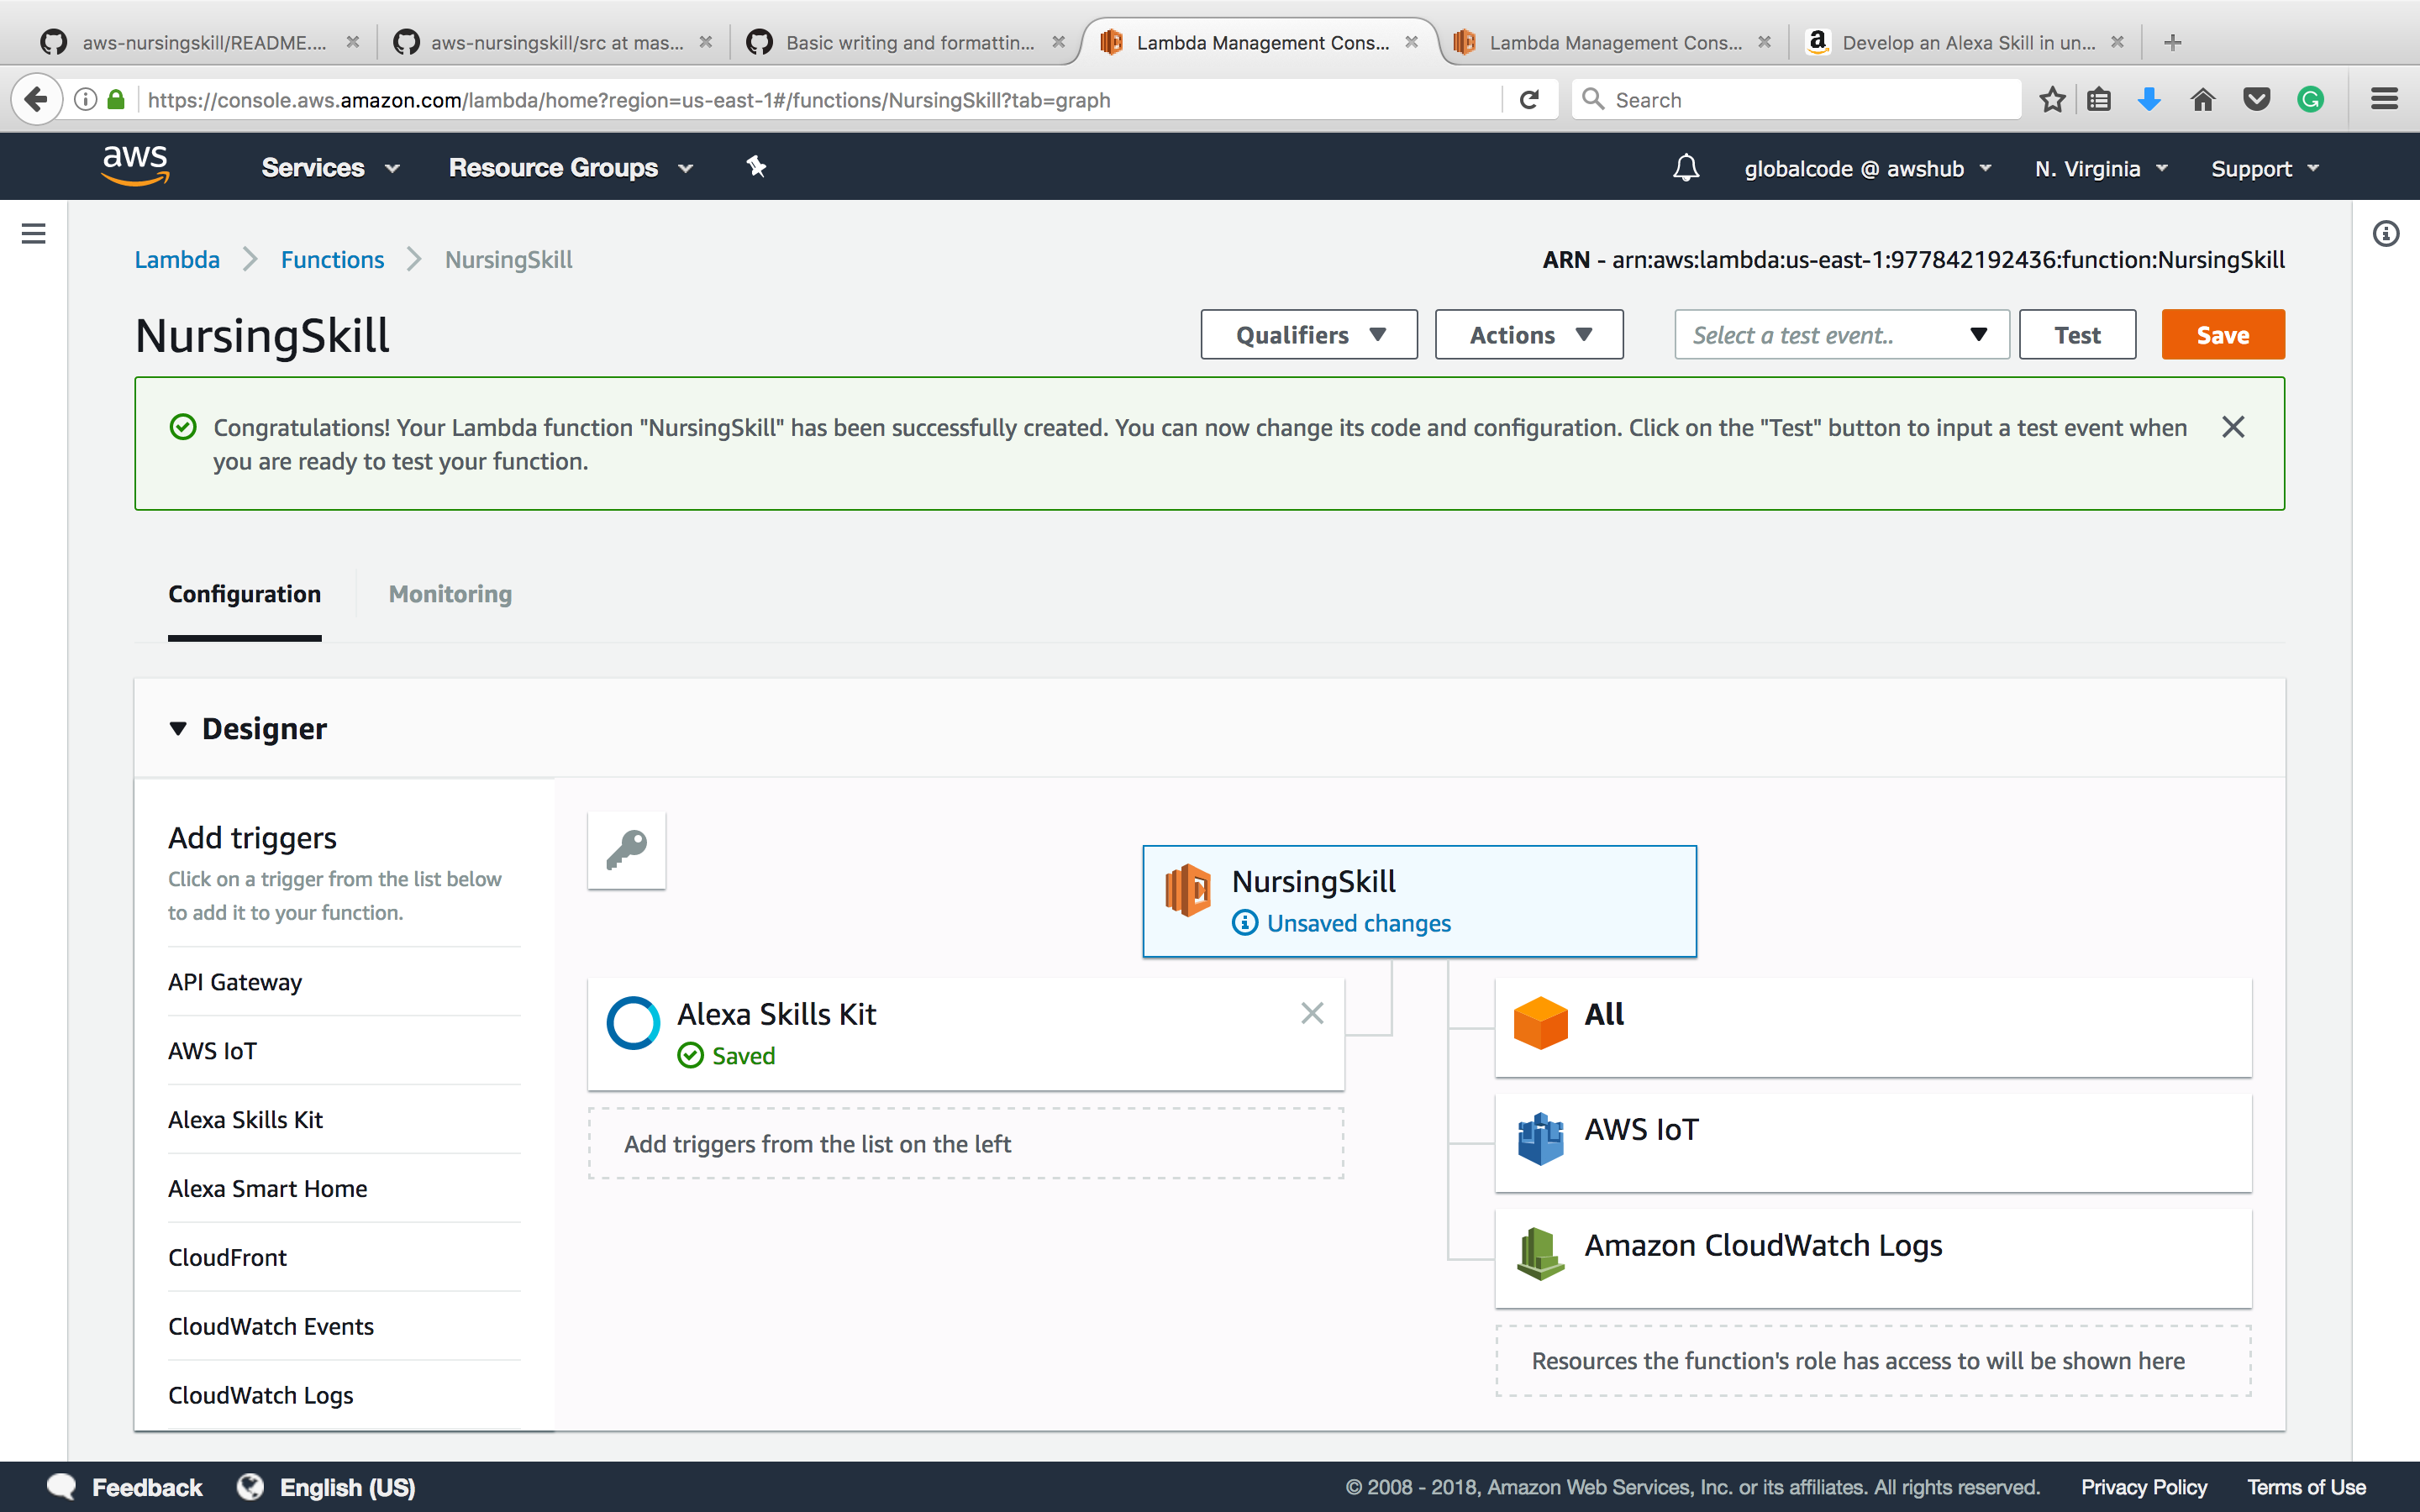 aws-nursingskill/README....
aws-nursingskill/src at mas...
Basic writing and formattin...
Lambda Management Cons...
Lambda Management Cons...
Develop an Alexa Skill in un...
https://console.aws.amazon.com/lambda/home?region=us-east-1#/functions/NursingSkill?tab=graph
Search
aws
Services
Resource Groups
globalcode @ awshub
N. Virginia
Support
Lambda
Functions
NursingSkill
ARN - arn:aws:lambda:us-east-1:977842192436:function:NursingSkill
NursingSkill
Qualifiers
Actions
Select a test event..
Test
Save
Congratulations! Your Lambda function "NursingSkill" has been successfully created. You can now change its code and configuration. Click on the "Test" button to input a test event when
you are ready to test your function.
Configuration
Monitoring
Designer
Add triggers
Click on a trigger from the list below
to add it to your function.
API Gateway
AWS IoT
Alexa Skills Kit
Alexa Smart Home
CloudFront
CloudWatch Events
CloudWatch Logs
NursingSkill
Unsaved changes
Alexa Skills Kit
Saved
Add triggers from the list on the left
All
AWS IoT
Amazon CloudWatch Logs
Resources the function's role has access to will be shown here
Feedback
English (US)
© 2008 - 2018, Amazon Web Services, Inc. or its affiliates. All rights reserved.
Privacy Policy
Terms of Use